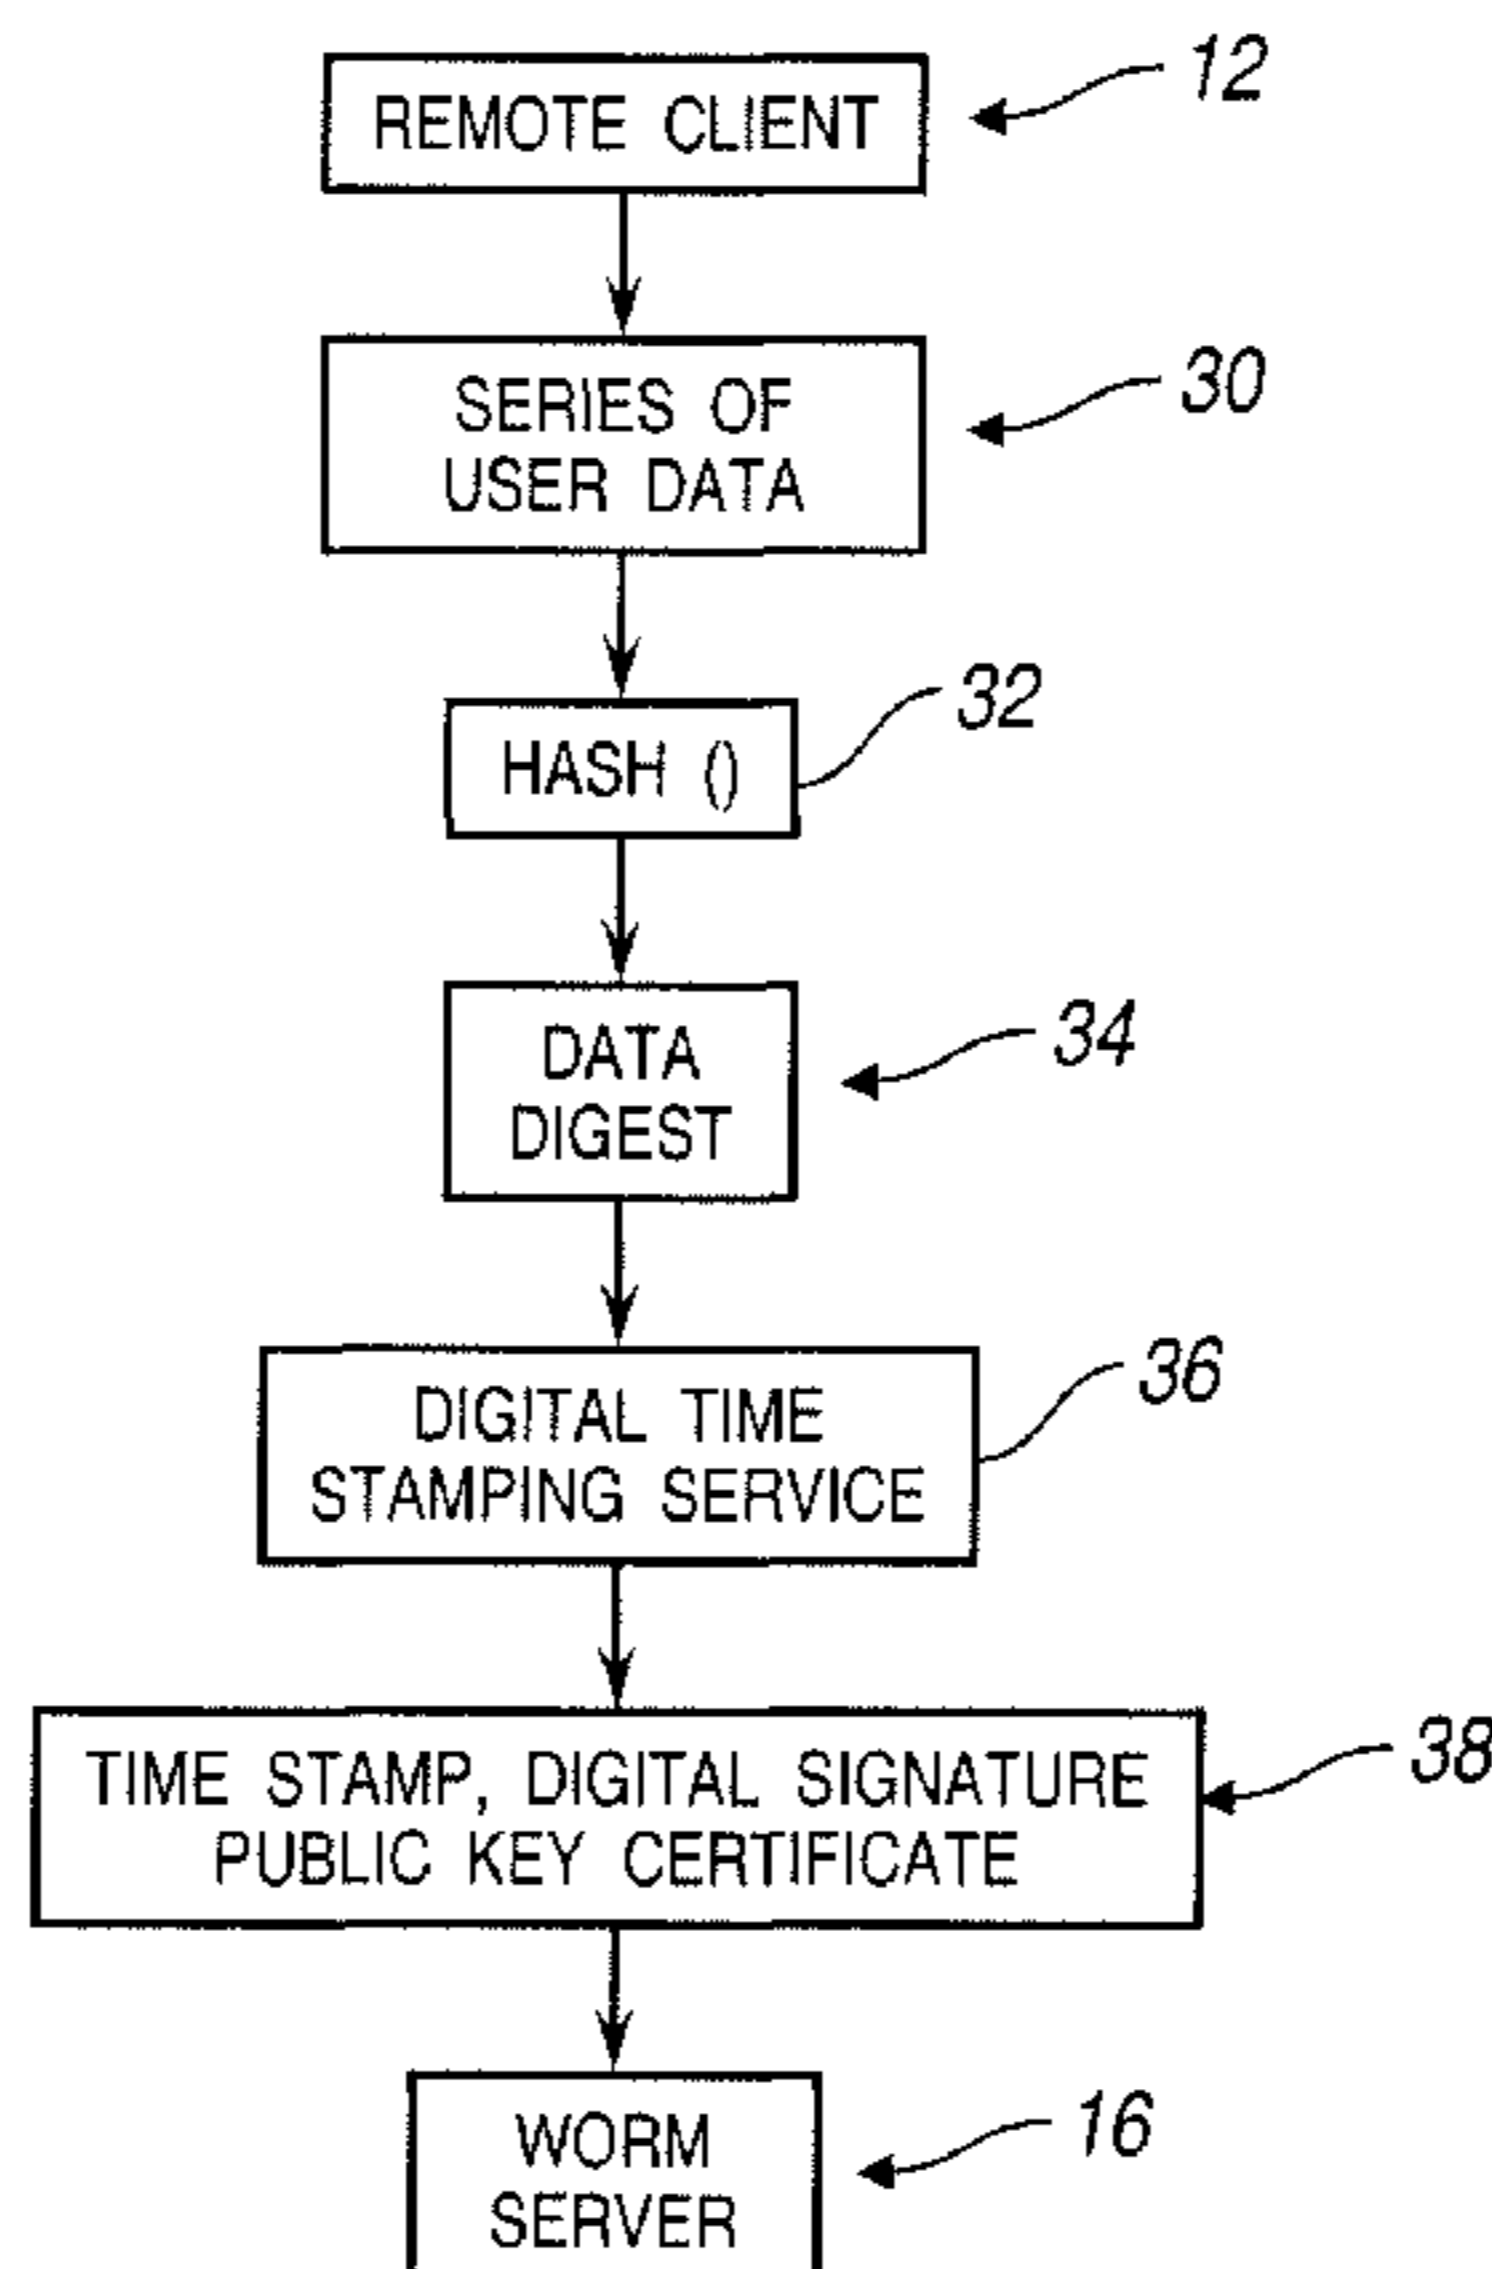 REMOTE CLIENT
12
SERIES OF
USER DATA
30
HASH ()
32
DATA
DIGEST
34
DIGITAL TIME
STAMPING SERVICE
36
TIME STAMP, DIGITAL SIGNATURE
PUBLIC KEY CERTIFICATE
38
WORM
SERVER
16